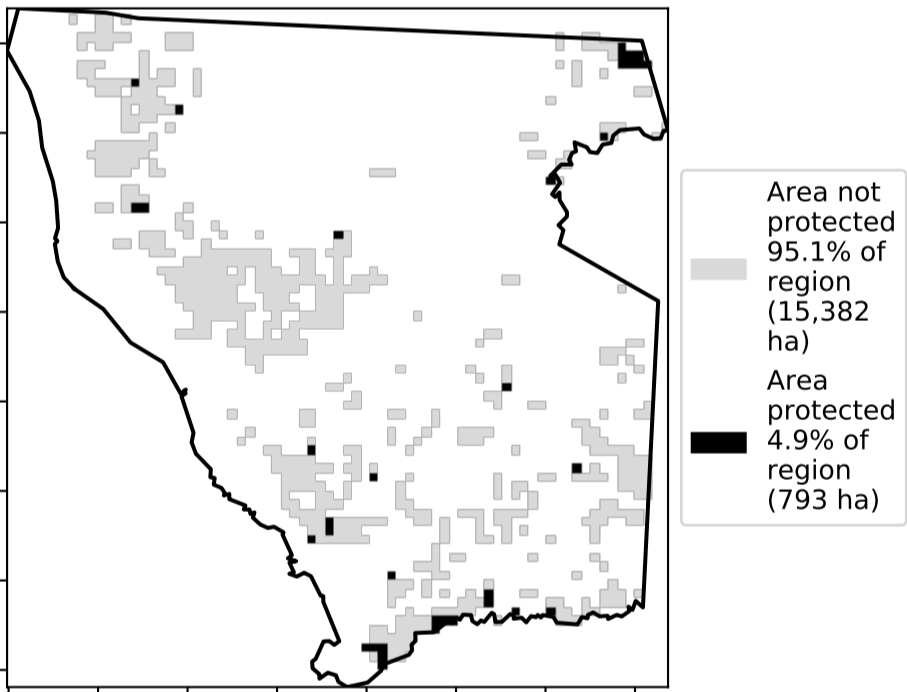 Area not
protected
95.1% of
region
(15,382
ha)
Area
protected
4.9% of
region
(793 ha)